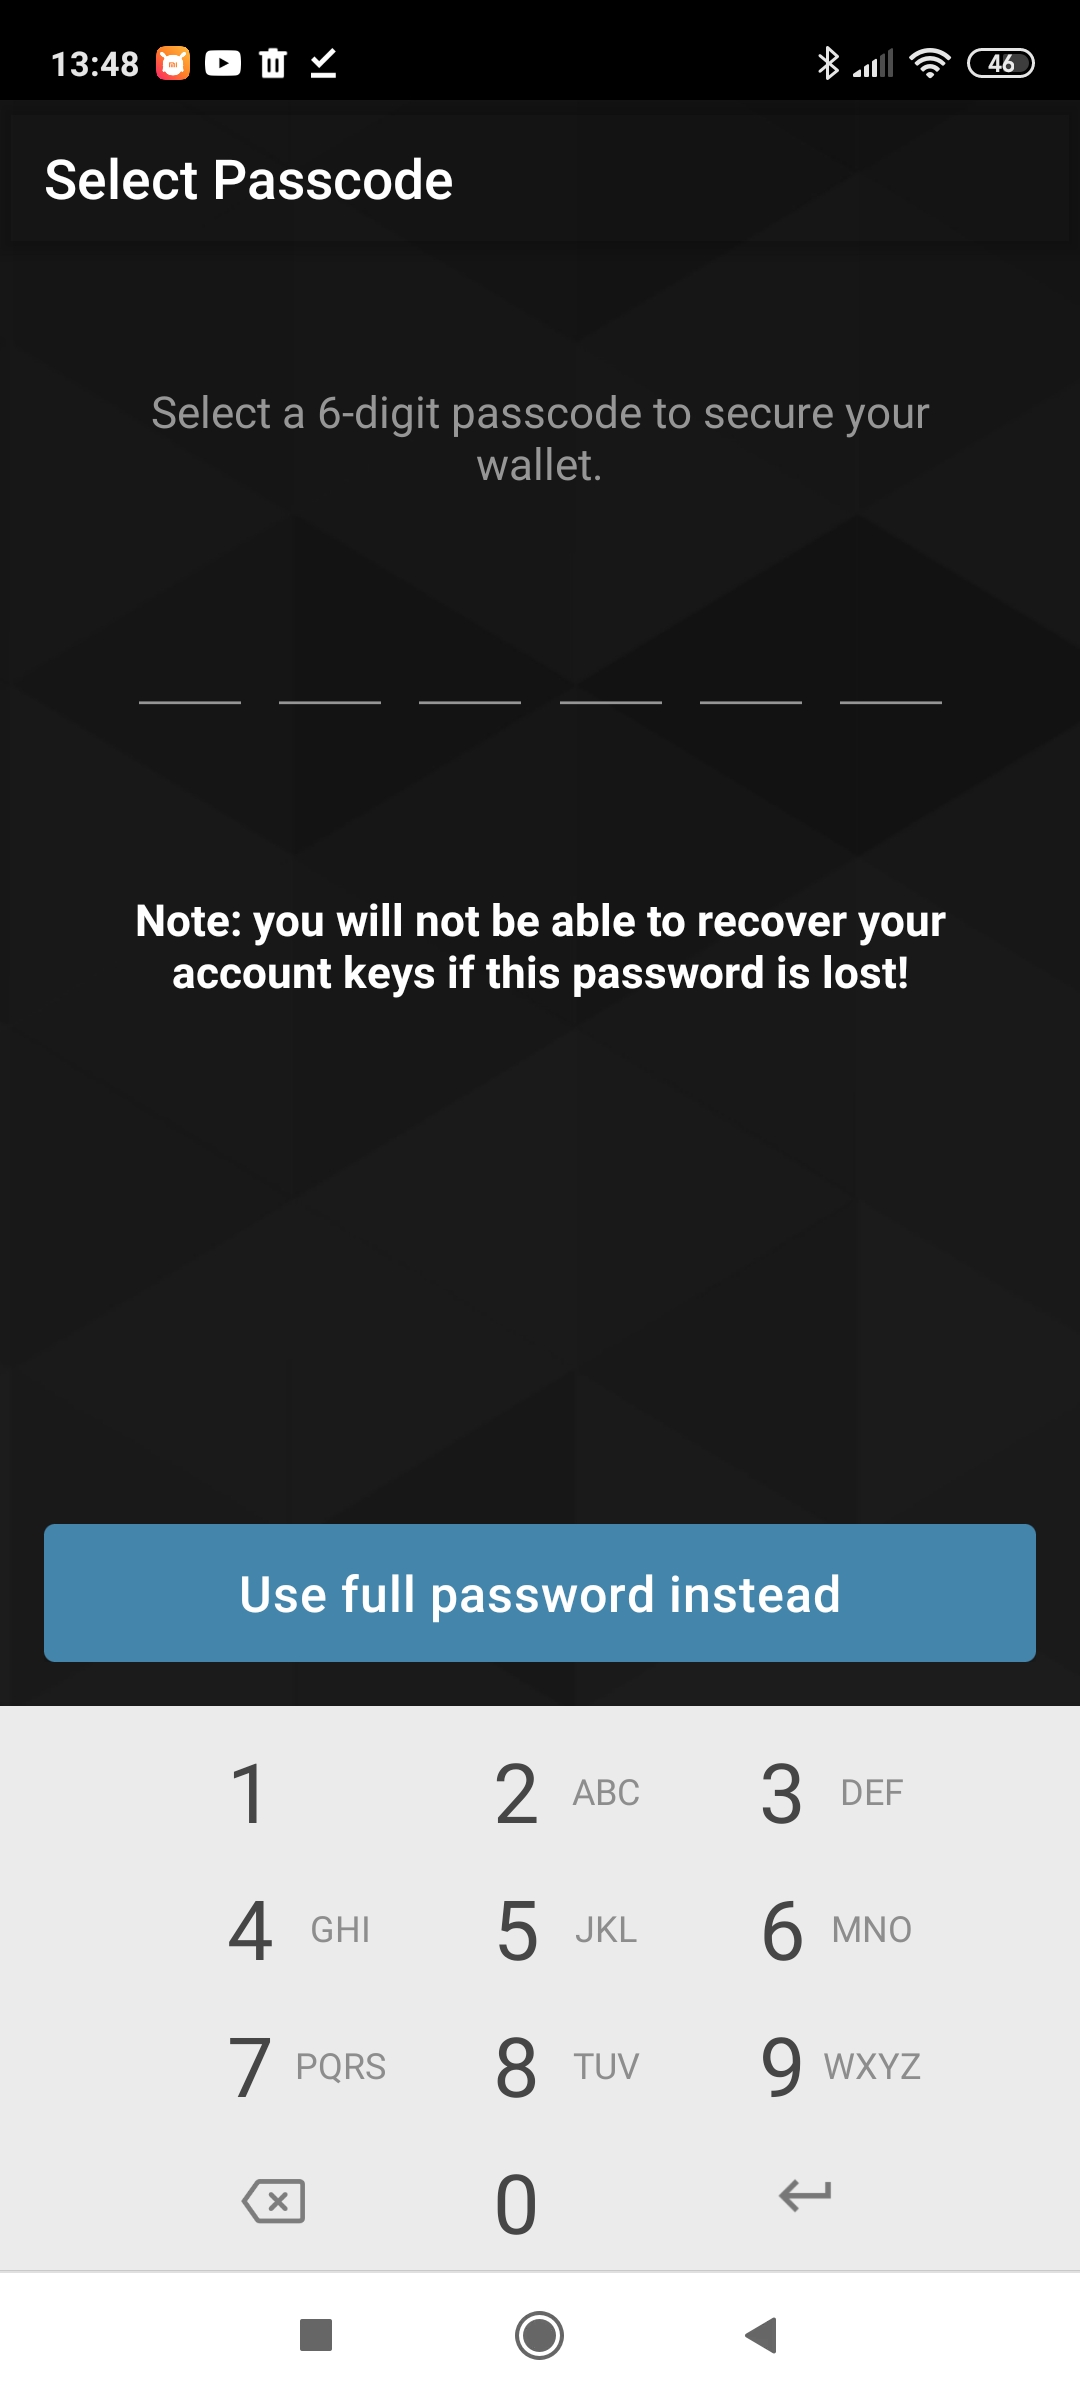 13:48
46
Select Passcode
Select a 6-digit passcode to secure your
wallet.
Note: you will not be able to recover your
account keys if this password is lost!
Use full password instead
1 2 ABC 3 DEF
4 GHI 5 JKL 6 MNO
7 PQRS 8 TUV 9 WXYZ
0